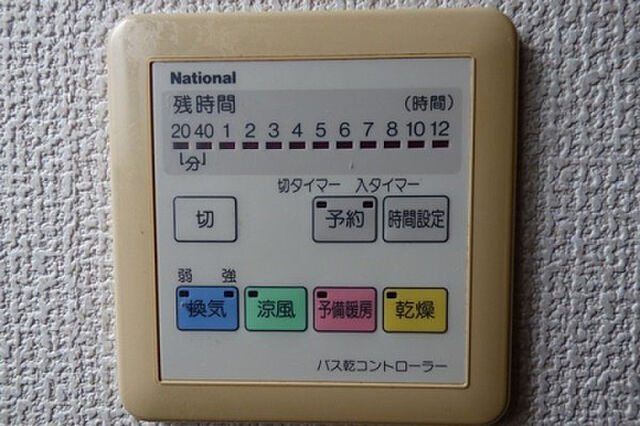 National
残時間 (時間)
20 40 1 2 3 4 5 6 7 8 10 12
分
切タイマー 入タイマー
切 予約 時間設定
弱 強
換気 涼風 予備暖房 乾燥
バス乾コントローラー